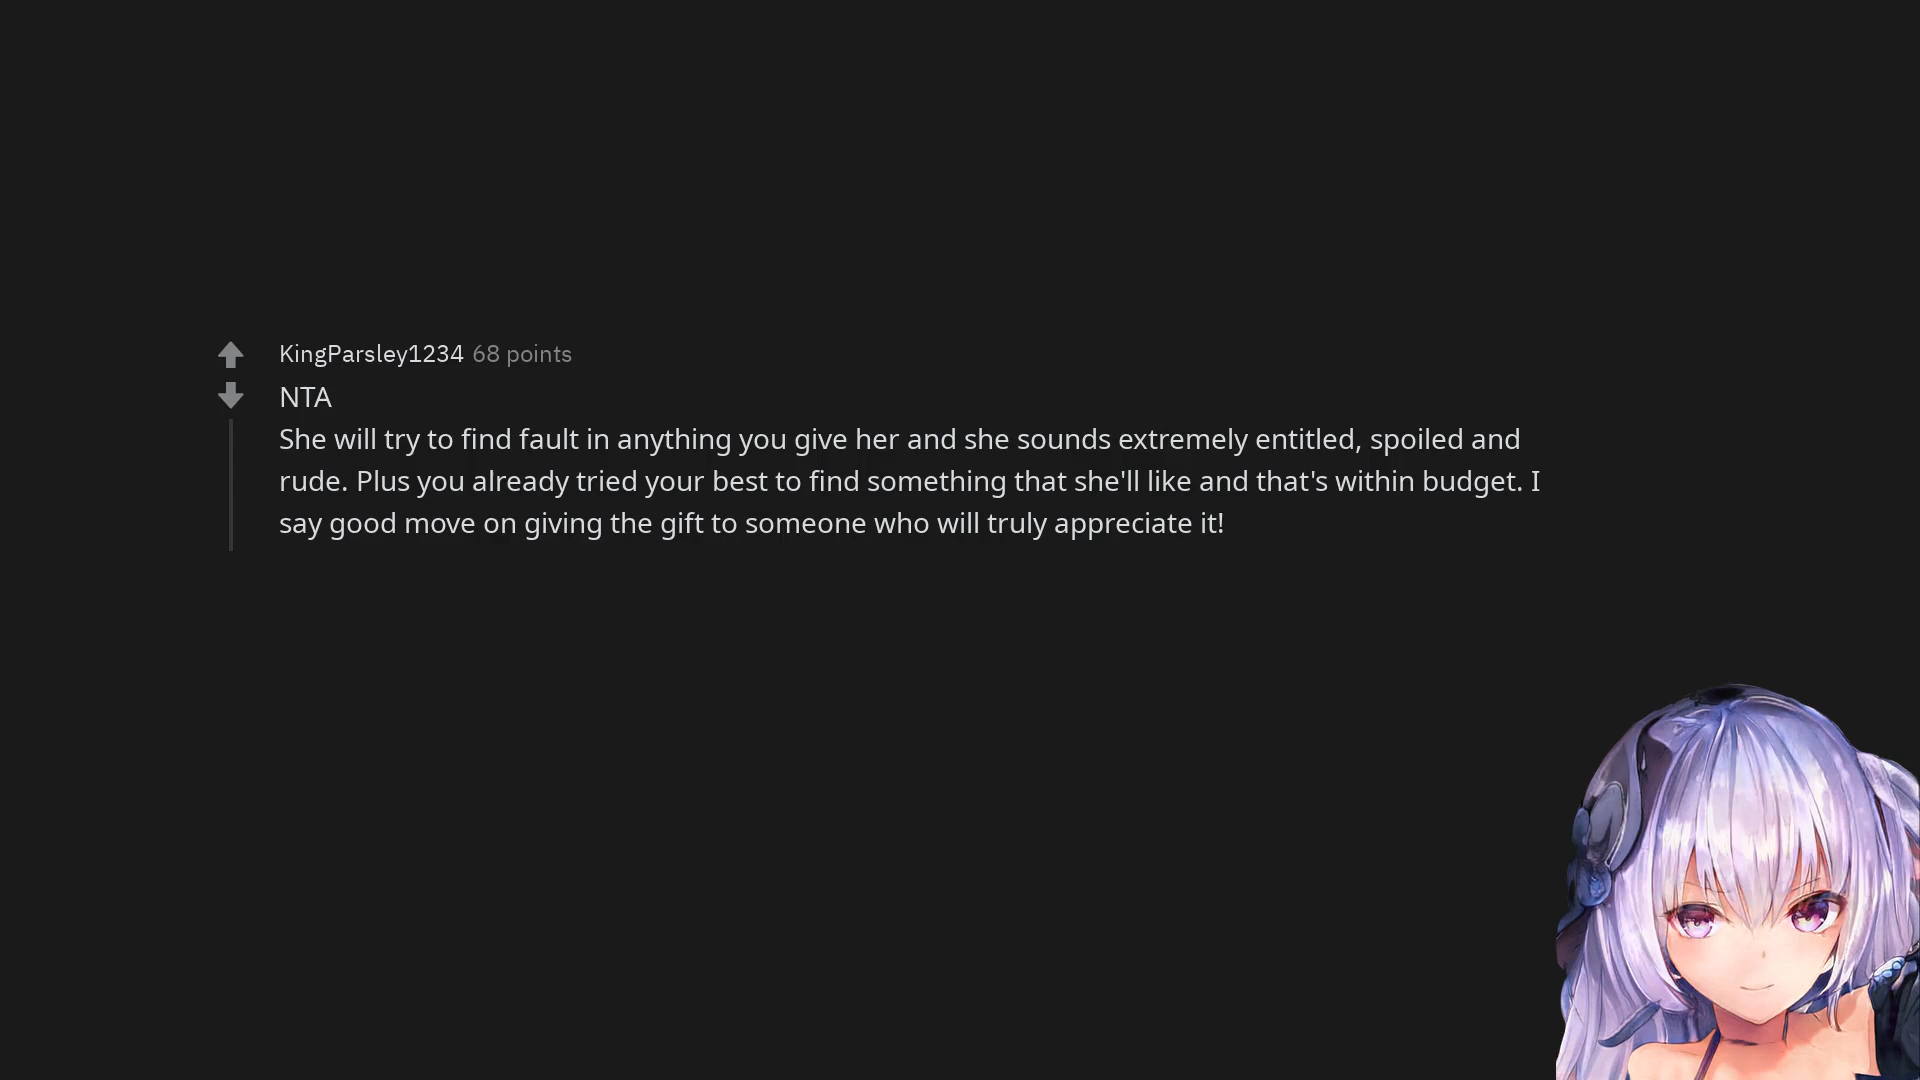 KingParsley1234 68 points
NTA
She will try to find fault in anything you give her and she sounds extremely entitled, spoiled and
rude. Plus you already tried your best to find something that she'll like and that's within budget. I
say good move on giving the gift to someone who will truly appreciate it!